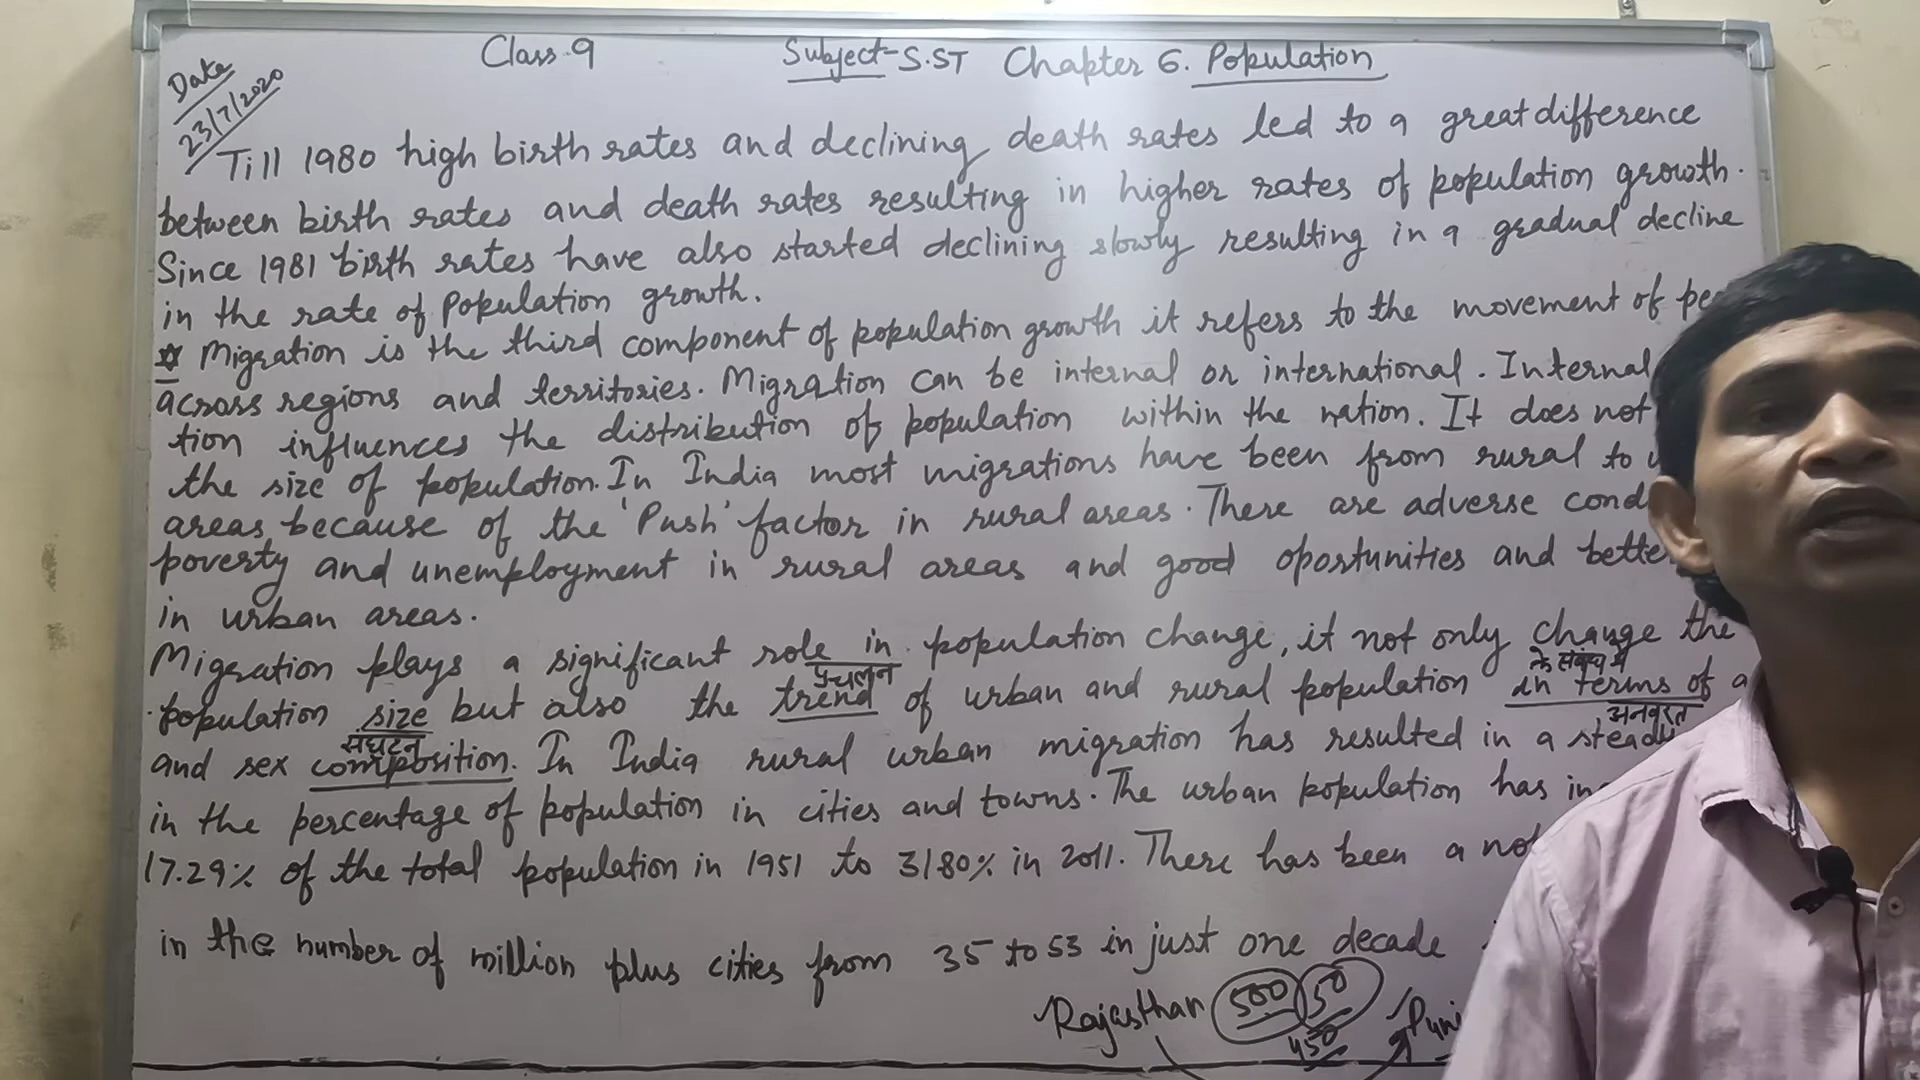 Class 9 Subject-S.ST Chapter 6. Population
Date
23/7/2020
Till 1980 high birth rates and declining death rates led to a great difference
between birth rates and death rates resulting in higher rates of population growth.
Since 1981 birth rates have also started declining slowly resulting in a gradual decline
in the rate of Population growth.
☆ Migration is the third component of population growth it refers to the movement of pe
across regions and territories. Migration can be internal or international. Internal
tion influences the distribution of population within the nation. It does not
the size of population. In India most migrations have been from rural to u
areas because of the 'Push' factor in rural areas. There are adverse cond
poverty and unemployment in rural areas and good oportunities and bette
in urban areas.
Migration plays a significant role in population change, it not only change the
प्रचलन के संबंध में
population size but also the trend of urban and rural population in terms of a
संघटन अनवरत
and sex composition. In India rural urban migration has resulted in a steady
in the percentage of population in cities and towns. The urban population has in
17.29% of the total population in 1951 to 31.80% in 2011. There has been a not
in the number of million plus cities from 35 to 53 in just one decade
Rajasthan 500 50 Punj
450